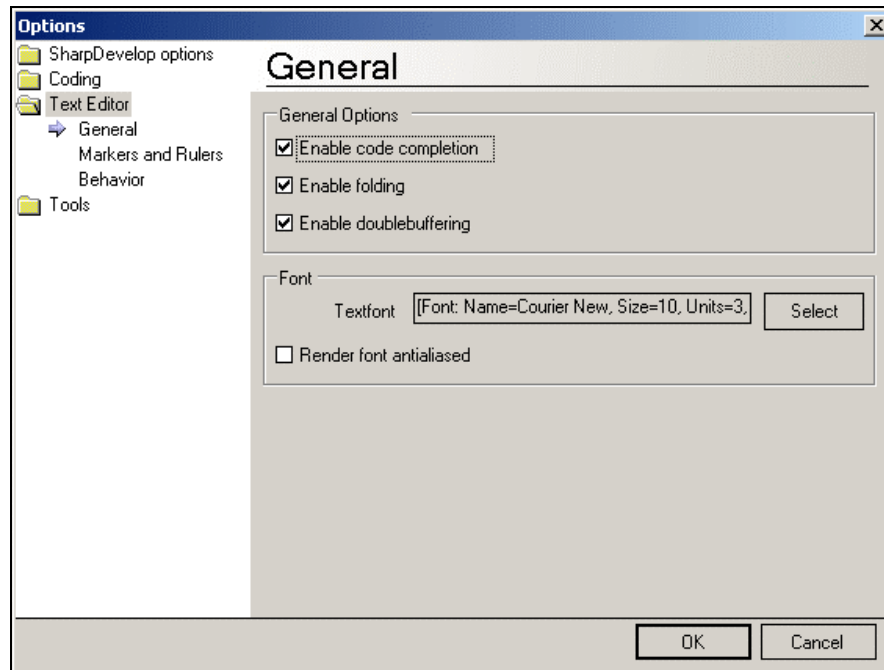 Options
SharpDevelop options
Coding
Text Editor
General
Markers and Rulers
Behavior
Tools
General
General Options
Enable code completion
Enable folding
Enable doublebuffering
Font
Textfont [Font: Name=Courier New, Size=10, Units=3, Select
Render font antialiased
OK Cancel